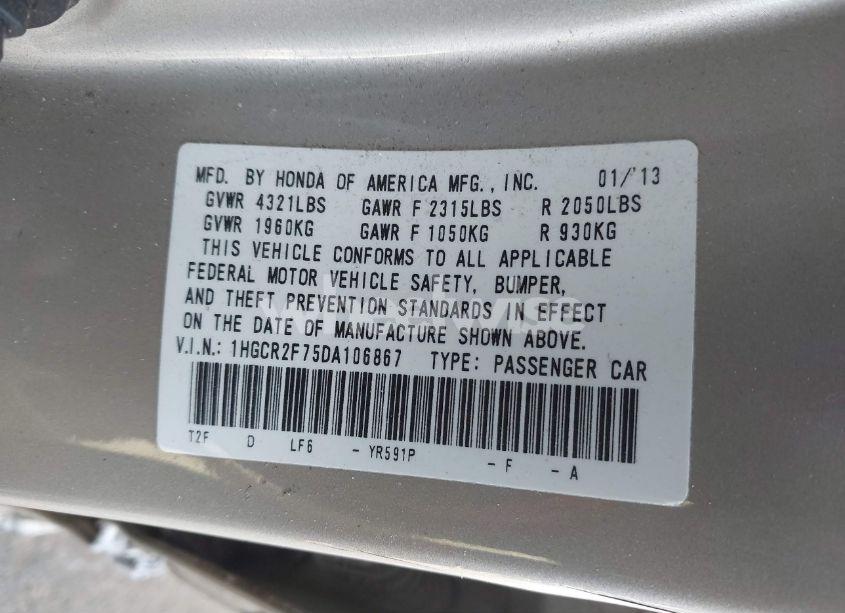 MFD. BY HONDA OF AMERICA MFG., INC. 01/'13
GVWR 4321LBS GAWR F 2315LBS R 2050LBS
GVWR 1960KG GAWR F 1050KG R 930KG
THIS VEHICLE CONFORMS TO ALL APPLICABLE
FEDERAL MOTOR VEHICLE SAFETY, BUMPER,
AND THEFT PREVENTION STANDARDS IN EFFECT
ON THE DATE OF MANUFACTURE SHOWN ABOVE.
V.I.N.: 1HGCR2F75DA106867 TYPE: PASSENGER CAR
T2F D LF6 - YR591P - F - A